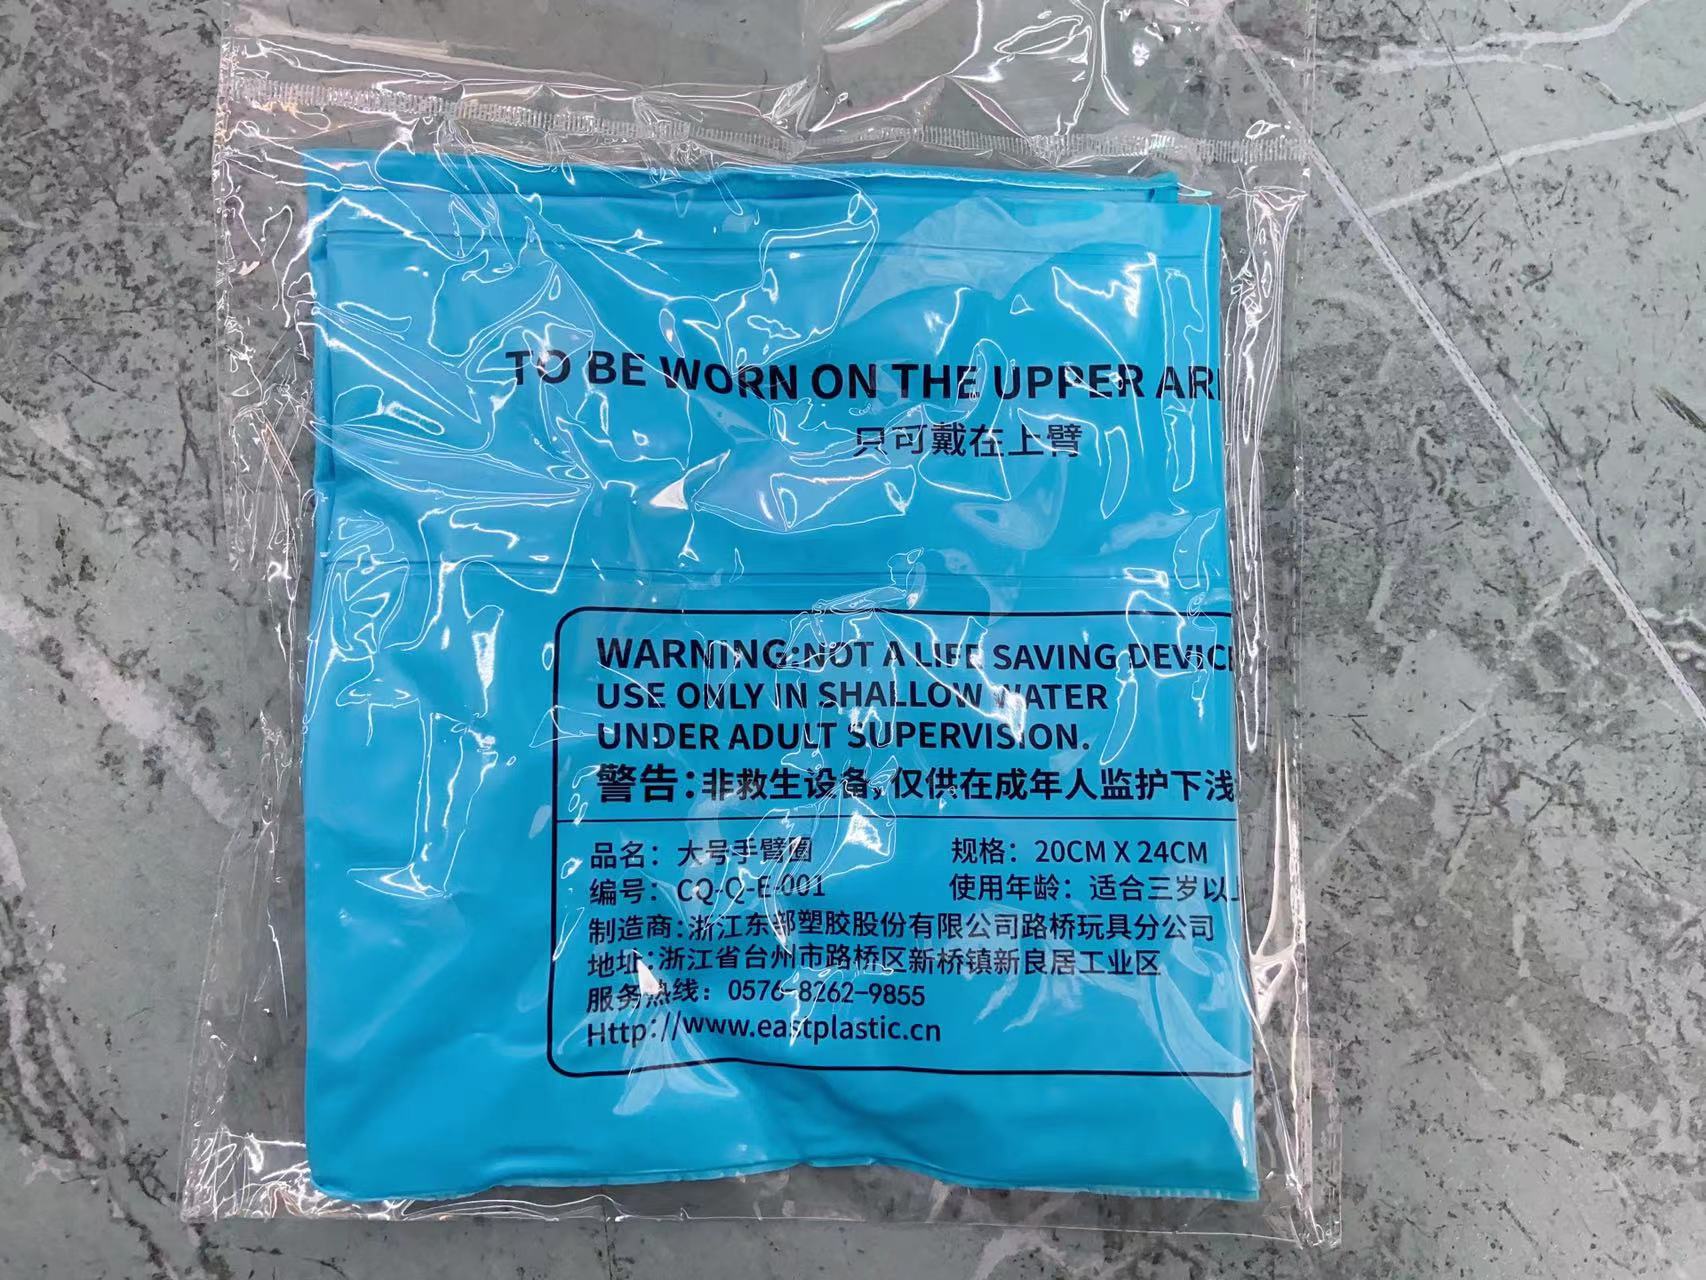 TO BE WORN ON THE UPPER AR
只可戴在上臂
WARNING:NOT A LIFE SAVING DEVIC
USE ONLY IN SHALLOW WATER
UNDER ADULT SUPERVISION.
警告:非救生设备,仅供在成年人监护下浅
品名：大号手臂圈 规格：20CM X 24CM
编号：CQ-Q-E-001 使用年龄：适合三岁以上
制造商:浙江东部塑胶股份有限公司路桥玩具分公司
地址:浙江省台州市路桥区新桥镇新良居工业区
服务热线：0576-8262-9855
Http://www.eastplastic.cn